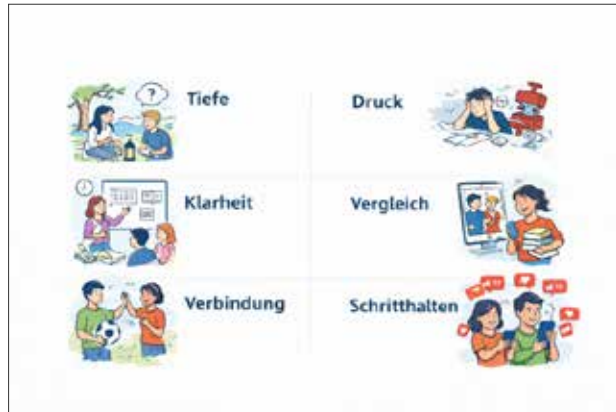 Tiefe
Druck
?
Klarheit
Vergleich
Verbindung
Schritthalten